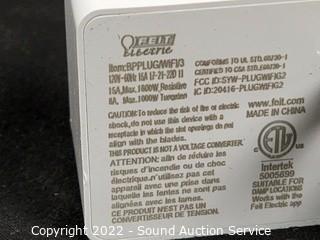 FEIT
Electric
Item:BPPLUG/WIFI/3
120V~60Hz 15A
15A, Max.1800W, Resistive
8A, Max. 1000W Tungsten
CONFORMS TO UL STD.60730-1
CERTIFIED TO CSA STD.E60730-1
FCC ID:SYW-PLUGWIFIG2
IC ID:20416-PLUGWIFIG2
www.feit.com
MADE IN CHINA
CAUTION: To reduce the risk of fire or electric
shock, do not use this device with a
receptacle in which the slot openings do not
align with the blades.
THIS PRODUCT IS NOT A VOLTAGE CONVERTER.
ATTENTION: afin de réduire les
risques d'incendie ou de choc
électrique, n'utilisez pas cet
appareil avec une prise dans
laquelle les fentes ne sont pas
alignées avec les lames.
CE PRODUIT N'EST PAS UN
CONVERTISSEUR DE TENSION.
ETL
Intertek
5005699
SUITABLE FOR
DAMP LOCATIONS
Works with the
Feit Electric app
Copyright 2022 - Sound Auction Service